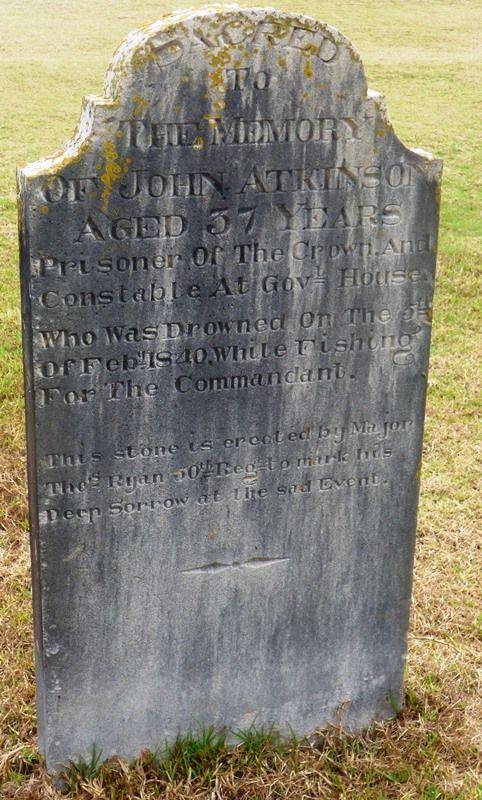 SACRED
To
THE MEMORY
OF JOHN ATKINSON
AGED 37 YEARS
Prisoner Of The Crown. And
Constable At Govt. House.
Who Was Drowned On The 5th
Of Feby. 1840, While Fishing
For The Commandant.
This stone is erected by Major
Thos. Ryan 50th Regt. to mark his
Deep Sorrow at the sad Event.